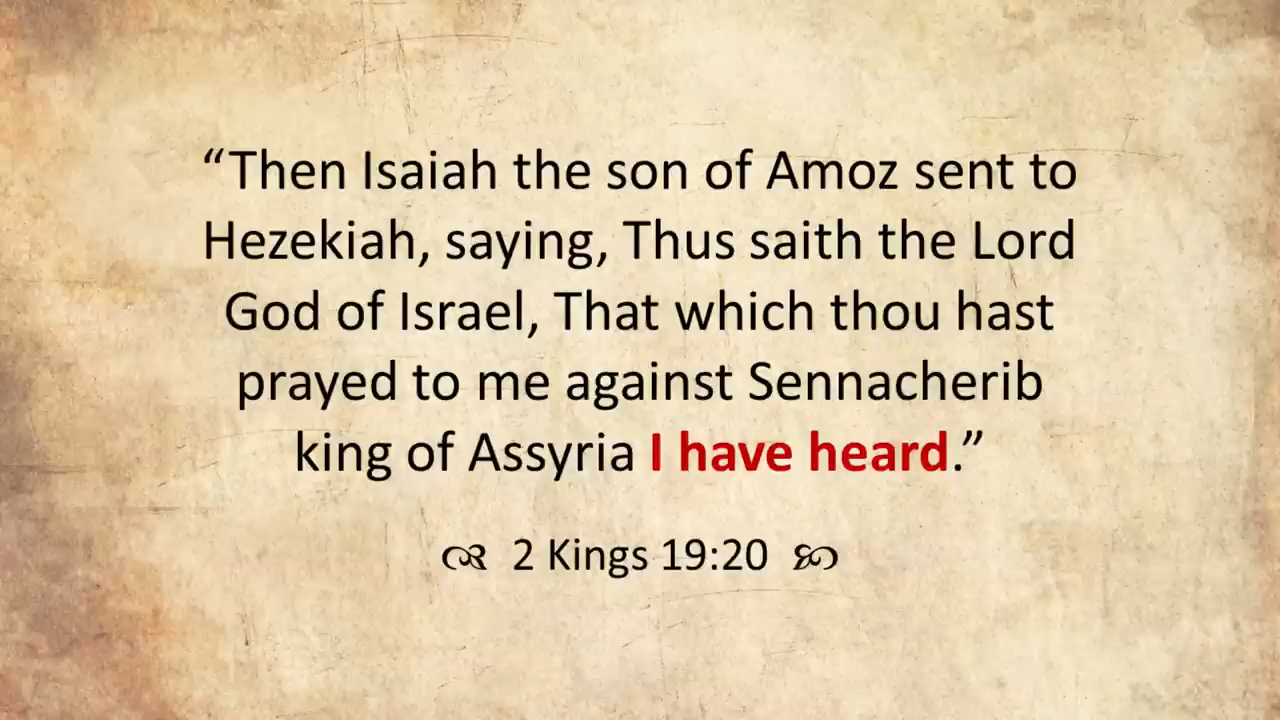 “Then Isaiah the son of Amoz sent to
Hezekiah, saying, Thus saith the Lord
God of Israel, That which thou hast
prayed to me against Sennacherib
king of Assyria I have heard.”
2 Kings 19:20